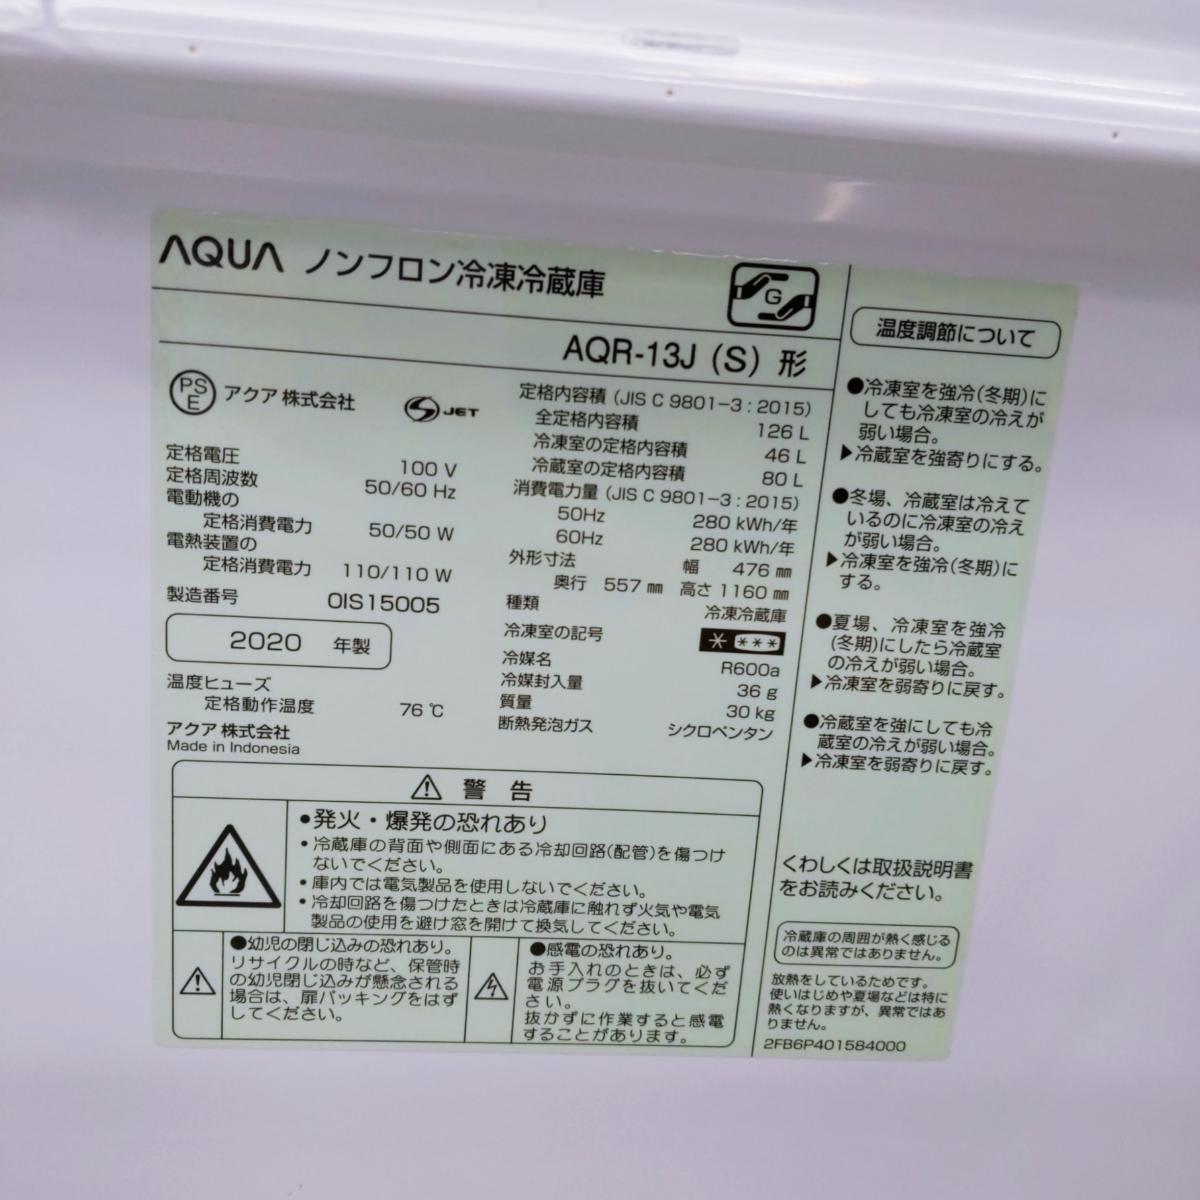 AQUA ノンフロン冷凍冷蔵庫
G
AQR-13J (S) 形
PS
E
アクア 株式会社
S JET
定格電圧 100 V
定格周波数 50/60 Hz
電動機の
定格消費電力 50/50 W
電熱装置の
定格消費電力 110/110 W
製造番号 OIS15005
2020 年製
温度ヒューズ
定格動作温度 76 ℃
アクア 株式会社
Made in Indonesia
定格内容積 (JIS C 9801-3 : 2015)
全定格内容積 126 L
冷凍室の定格内容積 46 L
冷蔵室の定格内容積 80 L
消費電力量 (JIS C 9801-3 : 2015)
50Hz 280 kWh/年
60Hz 280 kWh/年
外形寸法 幅 476 ㎜
奥行 557 ㎜ 高さ 1160 ㎜
種類 冷凍冷蔵庫
冷凍室の記号 * ***
冷媒名 R600a
冷媒封入量 36 g
質量 30 kg
断熱発泡ガス シクロペンタン
⚠ 警 告
●発火・爆発の恐れあり
・冷蔵庫の背面や側面にある冷却回路(配管)を傷つけ
ないでください。
・庫内では電気製品を使用しないでください。
・冷却回路を傷つけたときは冷蔵庫に触れず火気や電気
製品の使用を避け窓を開けて換気してください。
●幼児の閉じ込みの恐れあり。
リサイクルの時など、保管時
の幼児閉じ込みが懸念される
場合は、扉パッキングをはず
してください。
●感電の恐れあり。
お手入れのときは、必ず
電源プラグを抜いてくだ
さい。
抜かずに作業すると感電
することがあります。
温度調節について
●冷凍室を強冷(冬期)に
しても冷凍室の冷えが
弱い場合。
▶冷蔵室を強寄りにする。
●冬場、冷蔵室は冷えて
いるのに冷凍室の冷え
が弱い場合。
▶冷凍室を強冷(冬期)に
する。
●夏場、冷凍室を強冷
(冬期)にしたら冷蔵室
の冷えが弱い場合。
▶冷凍室を弱寄りに戻す。
●冷蔵室を強にしても冷
蔵室の冷えが弱い場合。
▶冷凍室を弱寄りに戻す。
くわしくは取扱説明書
をお読みください。
冷蔵庫の周囲が熱く感じる
のは異常ではありません。
放熱をしているためです。
使いはじめや夏場などは特に
熱くなりますが、異常ではあ
りません。
2FB6P401584000